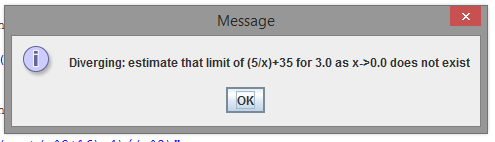 Message
Diverging: estimate that limit of (5/x)+35 for 3.0 as x->0.0 does not exist
OK